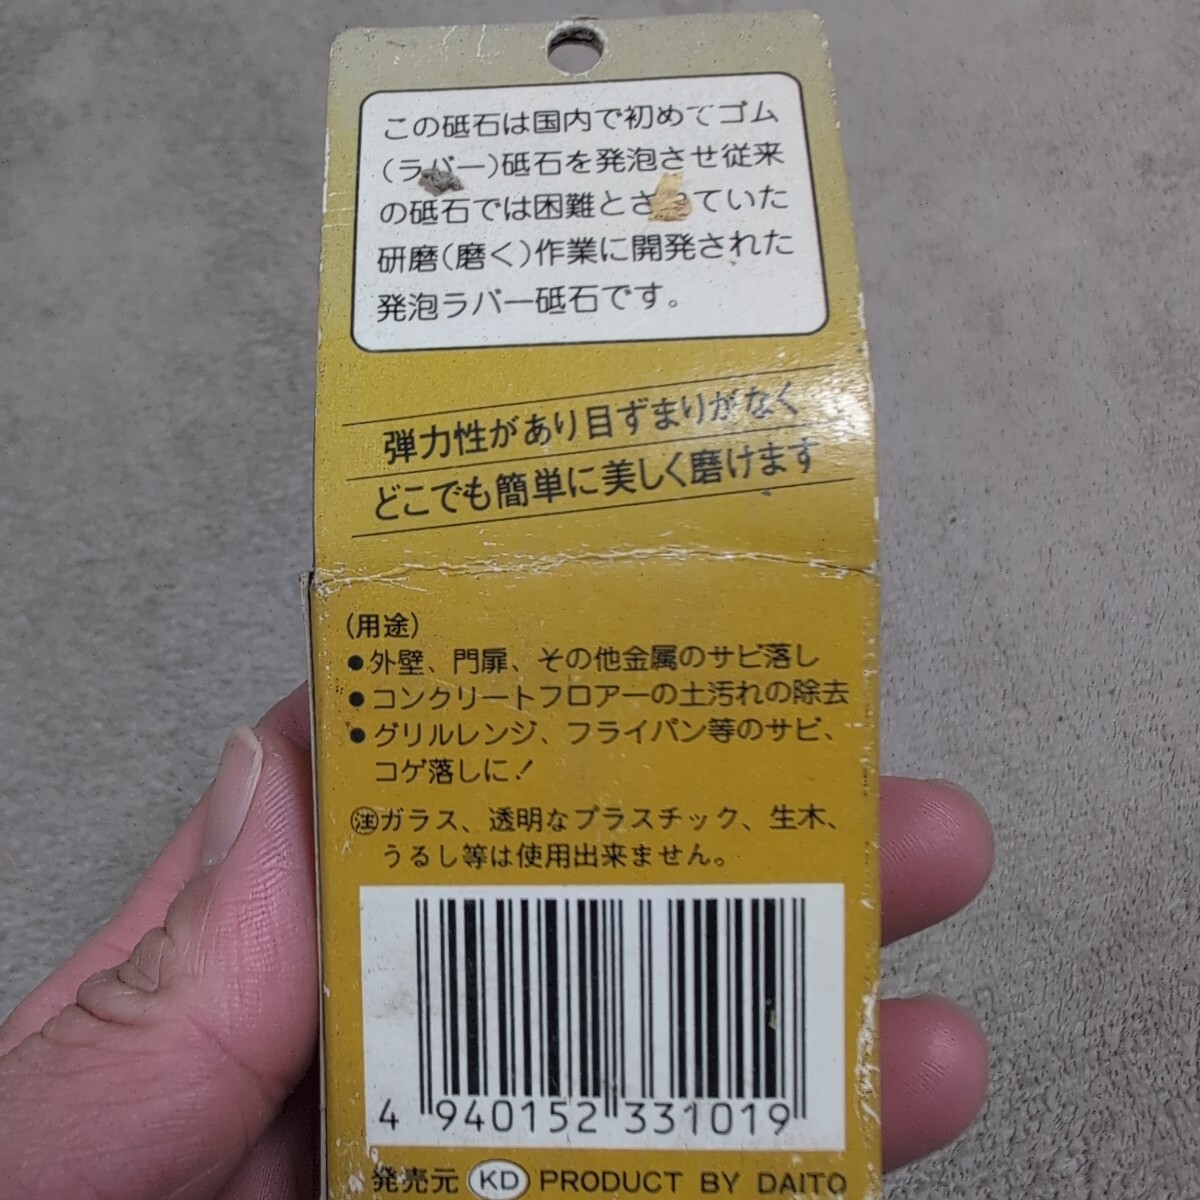 この砥石は国内で初めてゴム
(ラバー)砥石を発泡させ従来
の砥石では困難とされていた
研磨(磨く)作業に開発された
発泡ラバー砥石です。
弾力性があり目ずまりがなく
どこでも簡単に美しく磨けます
(用途)
●外壁、門扉、その他金属のサビ落し
●コンクリートフロアーの土汚れの除去
●グリルレンジ、フライパン等のサビ、
コゲ落しに!
㊟ガラス、透明なプラスチック、生木、
うるし等は使用出来ません。
4 940152 331019
発売元 KD PRODUCT BY DAITO